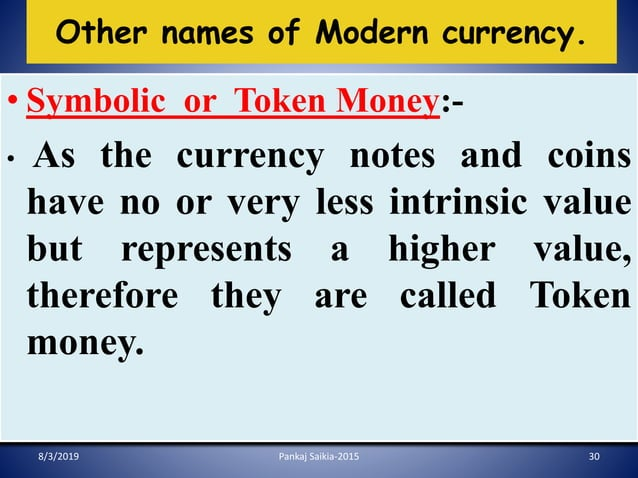 Other names of Modern currency.
• Symbolic or Token Money:-
• As the currency notes and coins
have no or very less intrinsic value
but represents a higher value,
therefore they are called Token
money.
8/3/2019 Pankaj Saikia-2015 30